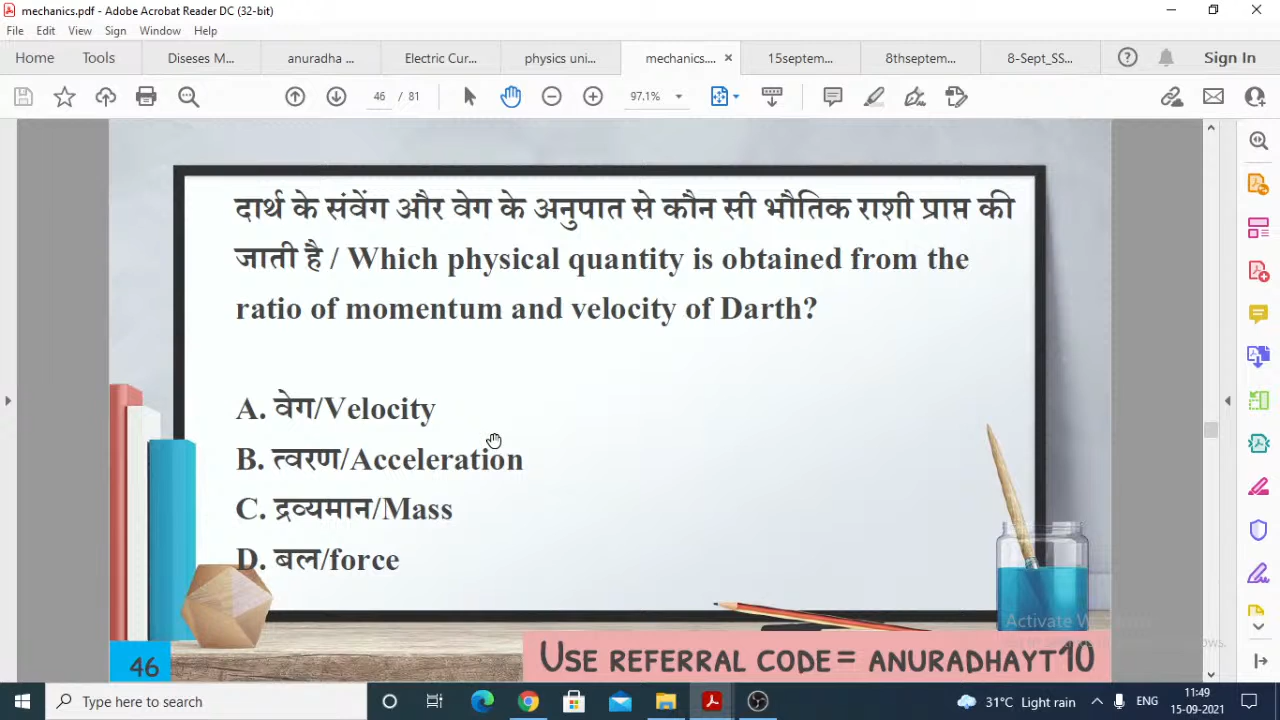 mechanics.pdf - Adobe Acrobat Reader DC (32-bit)
File Edit View Sign Window Help
Home Tools Diseses M... anuradha ... Electric Cur... physics uni... mechanics.... × 15septem... 8thseptem... 8-Sept_SS... Sign In
46 / 81 97.1%
दार्थ के संवेंग और वेग के अनुपात से कौन सी भौतिक राशी प्राप्त की
जाती है / Which physical quantity is obtained from the
ratio of momentum and velocity of Darth?
A. वेग/Velocity
B. त्वरण/Acceleration
C. द्रव्यमान/Mass
D. बल/force
Activate W
46
USE REFERRAL CODE = ANURADHAYT10
Type here to search
31°C Light rain ENG 11:49
15-09-2021